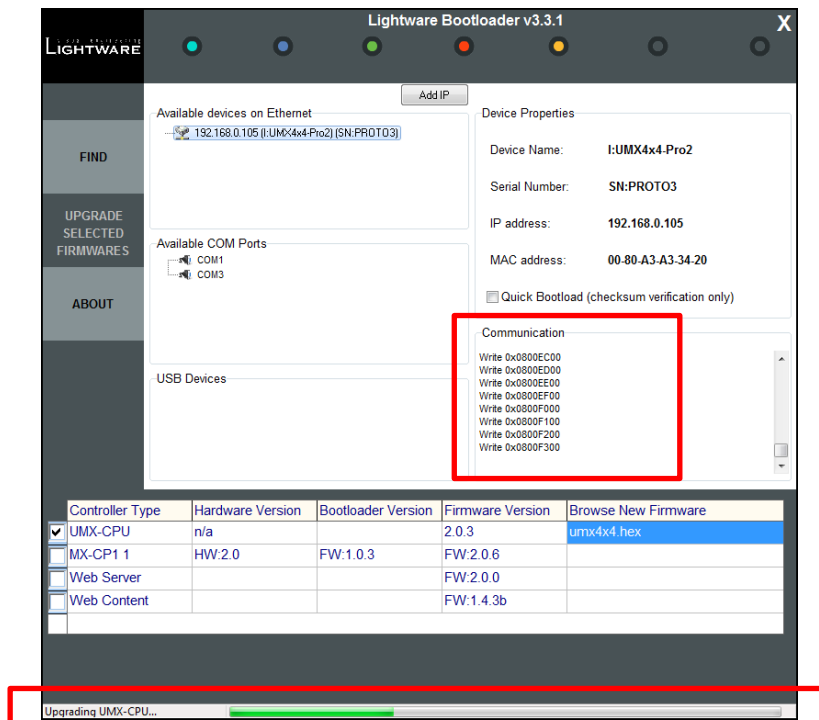 Lightware Bootloader v3.3.1
X
LIGHTWARE
Add IP
FIND
UPGRADE
SELECTED
FIRMWARES
ABOUT
Available devices on Ethernet
192.168.0.105 (I:UMX4x4-Pro2) (SN:PROTO3)
Available COM Ports
COM1
COM3
USB Devices
Device Properties
Device Name: I:UMX4x4-Pro2
Serial Number: SN:PROTO3
IP address: 192.168.0.105
MAC address: 00-80-A3-A3-34-20
Quick Bootload (checksum verification only)
Communication
Write 0x0800EC00
Write 0x0800ED00
Write 0x0800EE00
Write 0x0800EF00
Write 0x0800F000
Write 0x0800F100
Write 0x0800F200
Write 0x0800F300
Controller Type Hardware Version Bootloader Version Firmware Version Browse New Firmware
UMX-CPU n/a 2.0.3 umx4x4.hex
MX-CP1 1 HW:2.0 FW:1.0.3 FW:2.0.6
Web Server FW:2.0.0
Web Content FW:1.4.3b
Upgrading UMX-CPU...